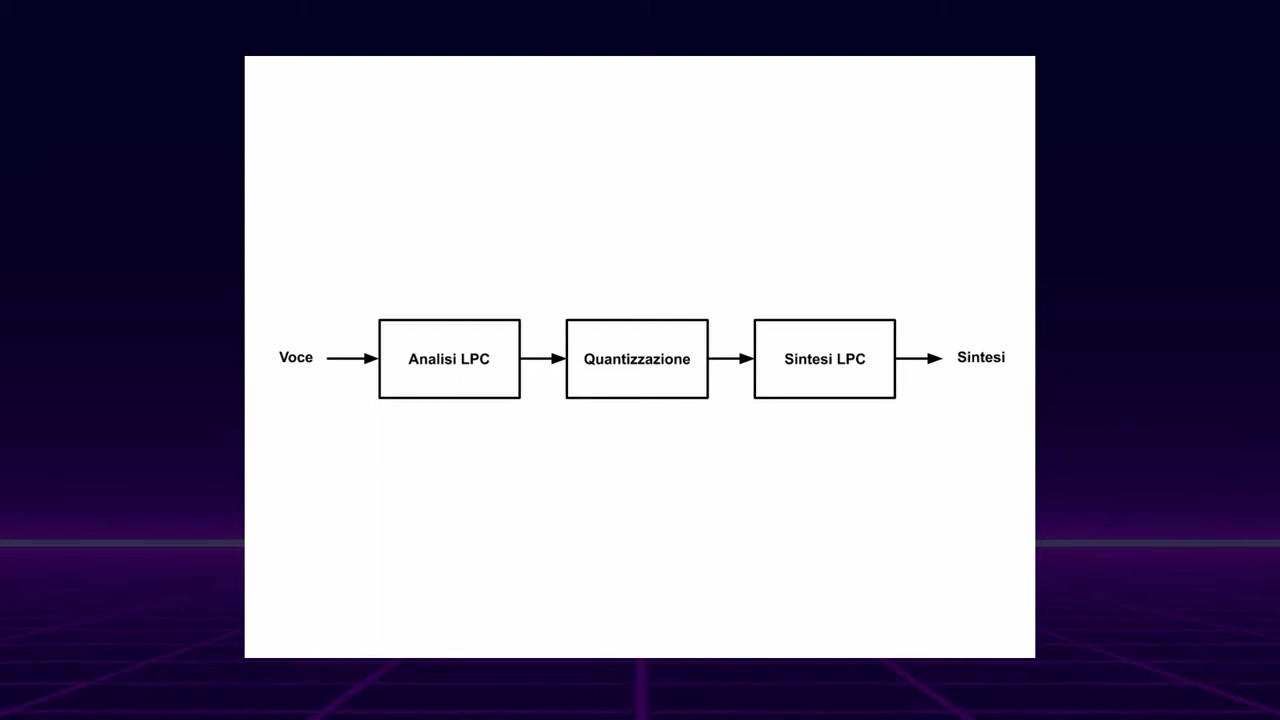 Voce
Analisi LPC
Quantizzazione
Sintesi LPC
Sintesi